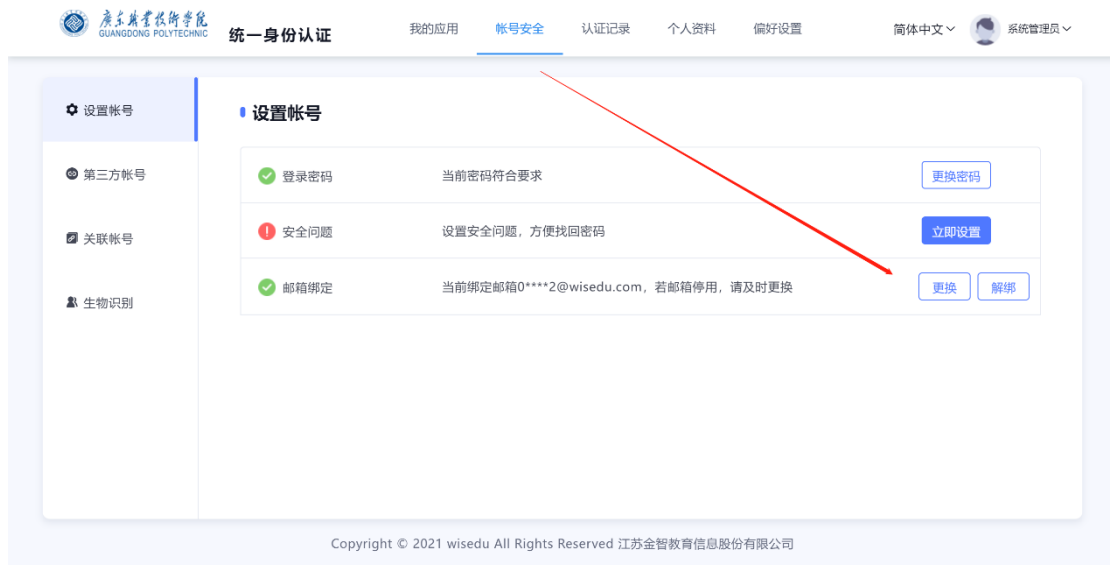 廣东职业技術学院
GUANGDONG POLYTECHNIC
统一身份认证
我的应用 帐号安全 认证记录 个人资料 偏好设置
简体中文 系统管理员
设置帐号
第三方帐号
关联帐号
生物识别
设置帐号
登录密码 当前密码符合要求 更换密码
安全问题 设置安全问题，方便找回密码 立即设置
邮箱绑定 当前绑定邮箱0****2@wisedu.com，若邮箱停用，请及时更换 更换 解绑
Copyright © 2021 wisedu All Rights Reserved 江苏金智教育信息股份有限公司